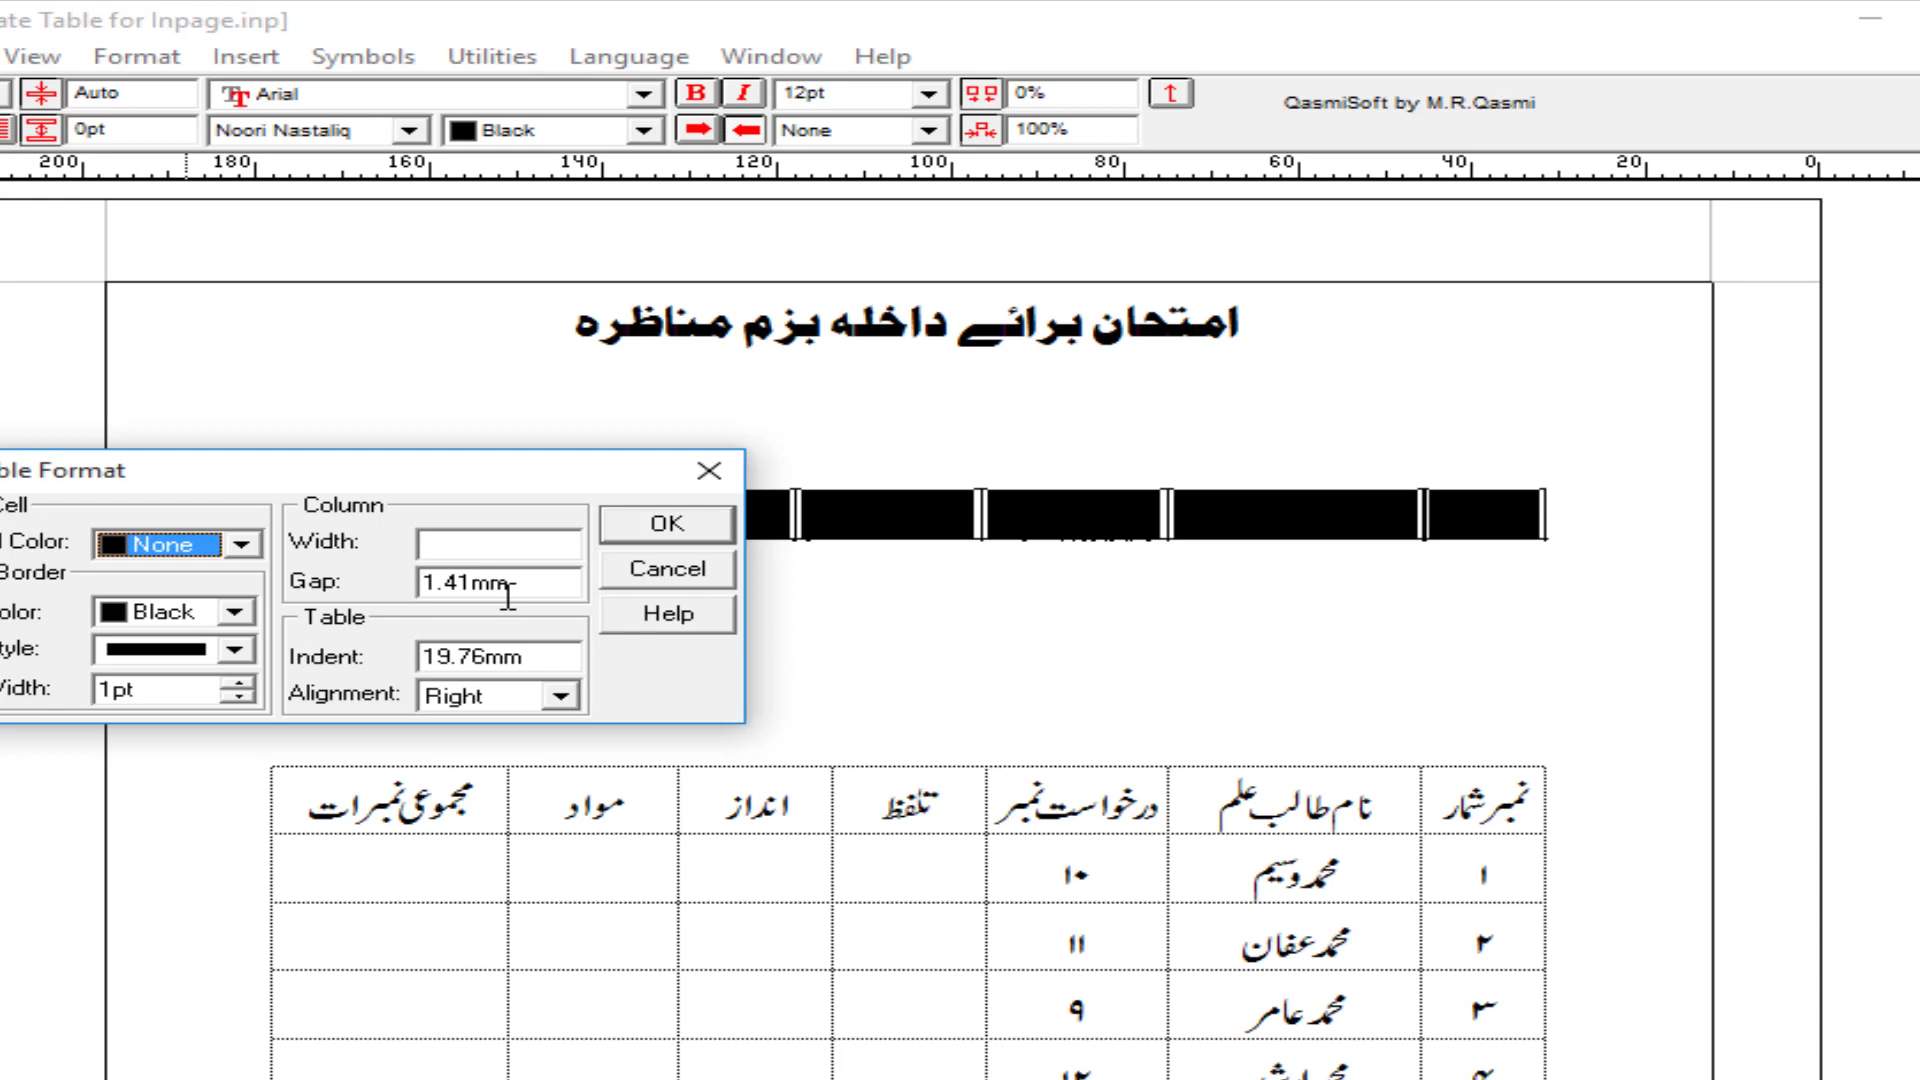 ate Table for Inpage.inp]
View Format Insert Symbols Utilities Language Window Help
Auto Arial B I 12pt 0% QasmiSoft by M.R.Qasmi
0pt Noori Nastaliq Black None 100%
200 180 160 140 120 100 80 60 40 20 0
امتحان برائے داخلہ بزم مناظرہ
ble Format
Cell
l Color: None
Border
olor: Black
tyle:
Width: 1pt
Column
Width:
Gap: 1.41mm
Table
Indent: 19.76mm
Alignment: Right
OK
Cancel
Help
نمبر شمار نام طالب علم درخواست نمبر تلفظ انداز مواد مجموعی نمبرات
۱ محمد وسیم ۱۰
۲ محمد عفان ۱۱
۳ محمد عامر ۹